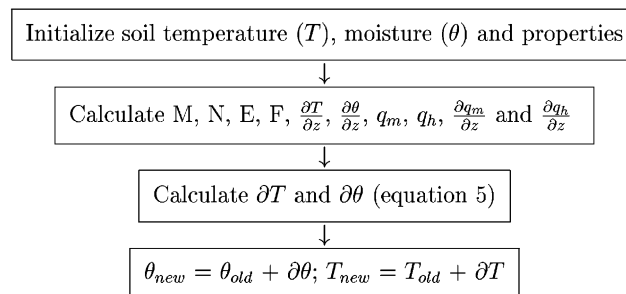 Initialize soil temperature (T), moisture (θ) and properties
↓
Calculate M, N, E, F, ∂T/∂z, ∂θ/∂z, q_m, q_h, ∂q_m/∂z and ∂q_h/∂z
↓
Calculate ∂T and ∂θ (equation 5)
↓
θ_new = θ_old + ∂θ; T_new = T_old + ∂T